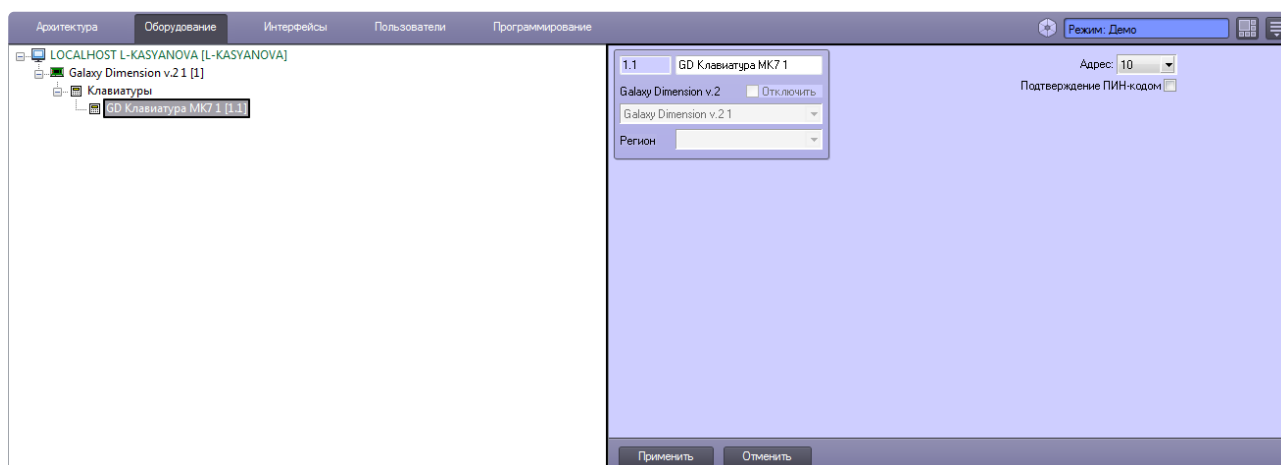 Архитектура Оборудование Интерфейсы Пользователи Программирование Режим: Демо
LOCALHOST L-KASYANOVA [L-KASYANOVA]
Galaxy Dimension v.2 1 [1]
Клавиатуры
GD Клавиатура МК7 1 [1.1]
1.1 GD Клавиатура МК7 1
Galaxy Dimension v.2 Отключить
Galaxy Dimension v.2 1
Регион
Адрес: 10
Подтверждение ПИН-кодом
Применить Отменить